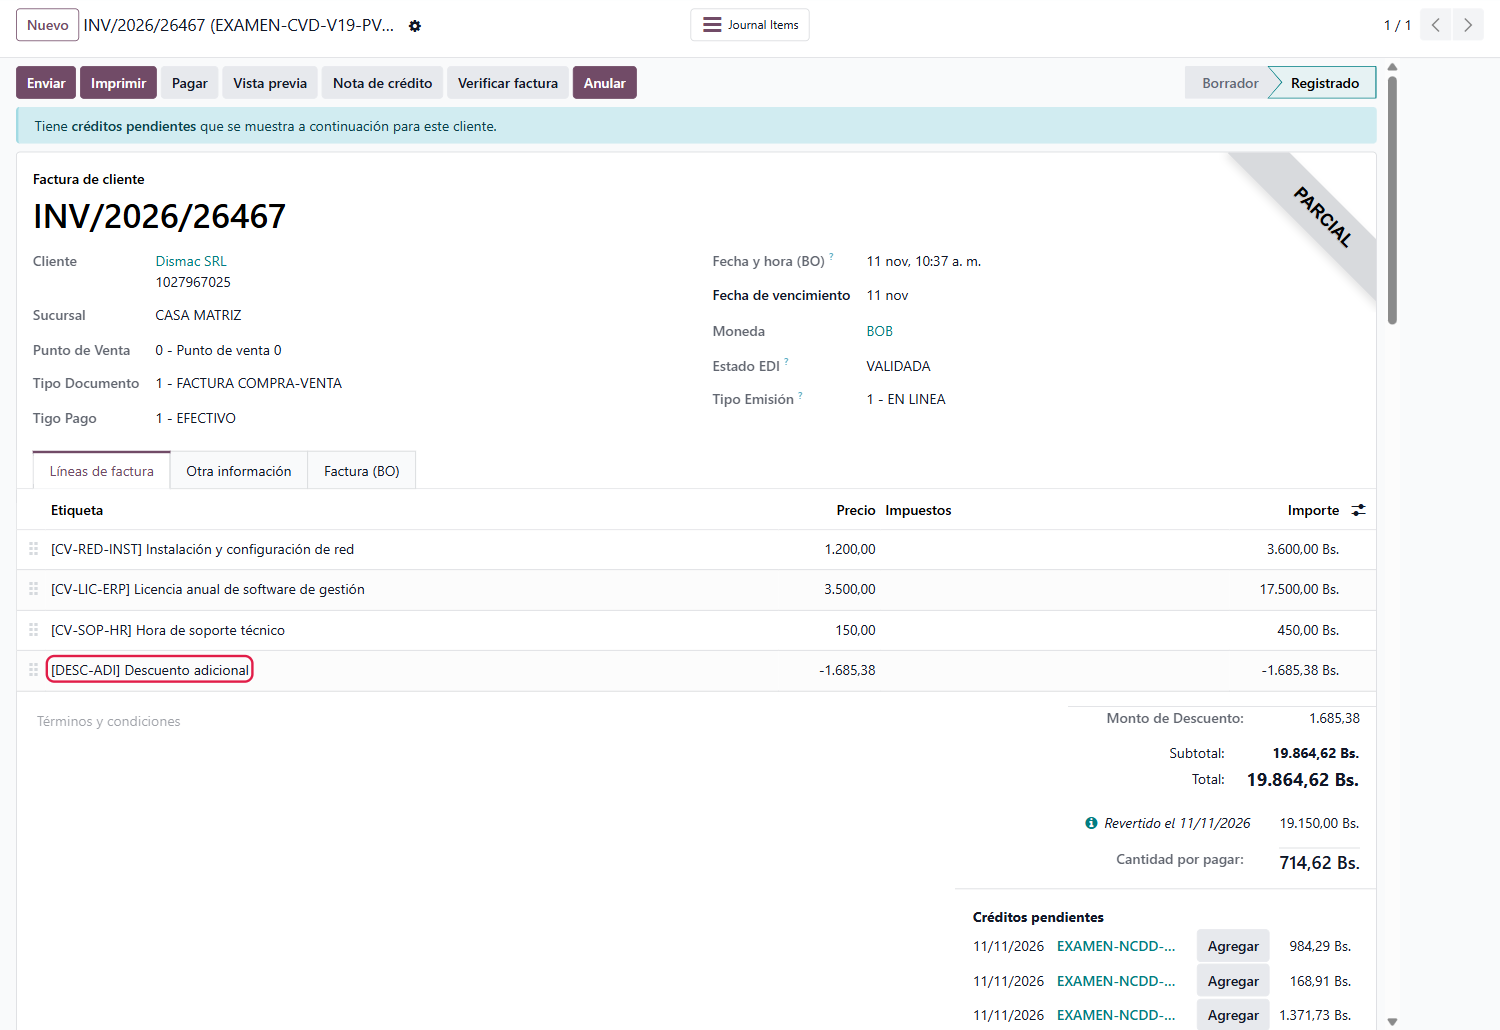 Nuevo INV/2026/26467 (EXAMEN-CVD-V19-PV... Journal Items 1 / 1
Enviar Imprimir Pagar Vista previa Nota de crédito Verificar factura Anular Borrador Registrado
Tiene créditos pendientes que se muestra a continuación para este cliente.
PARCIAL
Factura de cliente
INV/2026/26467
Cliente Dismac SRL Fecha y hora (BO) ? 11 nov, 10:37 a. m.
1027967025
Fecha de vencimiento 11 nov
Sucursal CASA MATRIZ
Moneda BOB
Punto de Venta 0 - Punto de venta 0
Estado EDI ? VALIDADA
Tipo Documento 1 - FACTURA COMPRA-VENTA
Tipo Emisión ? 1 - EN LINEA
Tigo Pago 1 - EFECTIVO
Líneas de factura Otra información Factura (BO)
Etiqueta Precio Impuestos Importe
[CV-RED-INST] Instalación y configuración de red 1.200,00 3.600,00 Bs.
[CV-LIC-ERP] Licencia anual de software de gestión 3.500,00 17.500,00 Bs.
[CV-SOP-HR] Hora de soporte técnico 150,00 450,00 Bs.
[DESC-ADI] Descuento adicional -1.685,38 -1.685,38 Bs.
Términos y condiciones
Monto de Descuento: 1.685,38
Subtotal: 19.864,62 Bs.
Total: 19.864,62 Bs.
Revertido el 11/11/2026 19.150,00 Bs.
Cantidad por pagar: 714,62 Bs.
Créditos pendientes
11/11/2026 EXAMEN-NCDD-... Agregar 984,29 Bs.
11/11/2026 EXAMEN-NCDD-... Agregar 168,91 Bs.
11/11/2026 EXAMEN-NCDD-... Agregar 1.371,73 Bs.